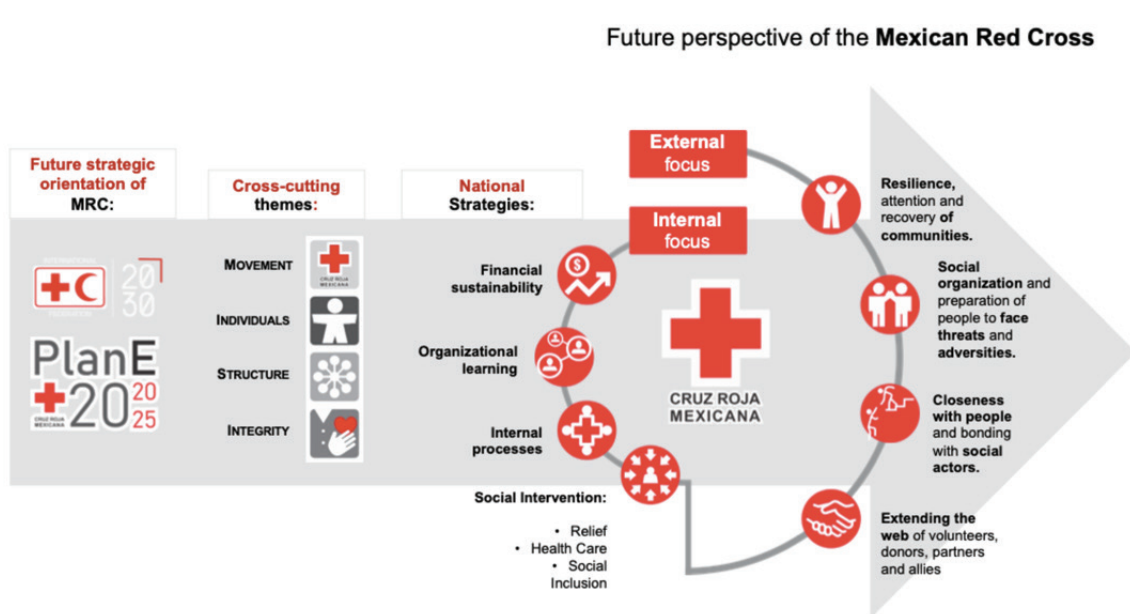 Future perspective of the Mexican Red Cross
Future strategic
orientation of
MRC:
INTERNATIONAL
FEDERATION
20
30
PlanE
2020
25
CRUZ ROJA
MEXICANA
Cross-cutting
themes:
MOVEMENT
CRUZ ROJA
MEXICANA
INDIVIDUALS
STRUCTURE
INTEGRITY
National
Strategies:
Financial
sustainability
Organizational
learning
Internal
processes
Social Intervention:
• Relief
• Health Care
• Social
Inclusion
External
focus
Internal
focus
$
CRUZ ROJA
MEXICANA
Resilience,
attention and
recovery of
communities.
Social
organization and
preparation of
people to face
threats and
adversities.
Closeness
with people
and bonding
with social
actors.
Extending the
web of volunteers,
donors, partners
and allies